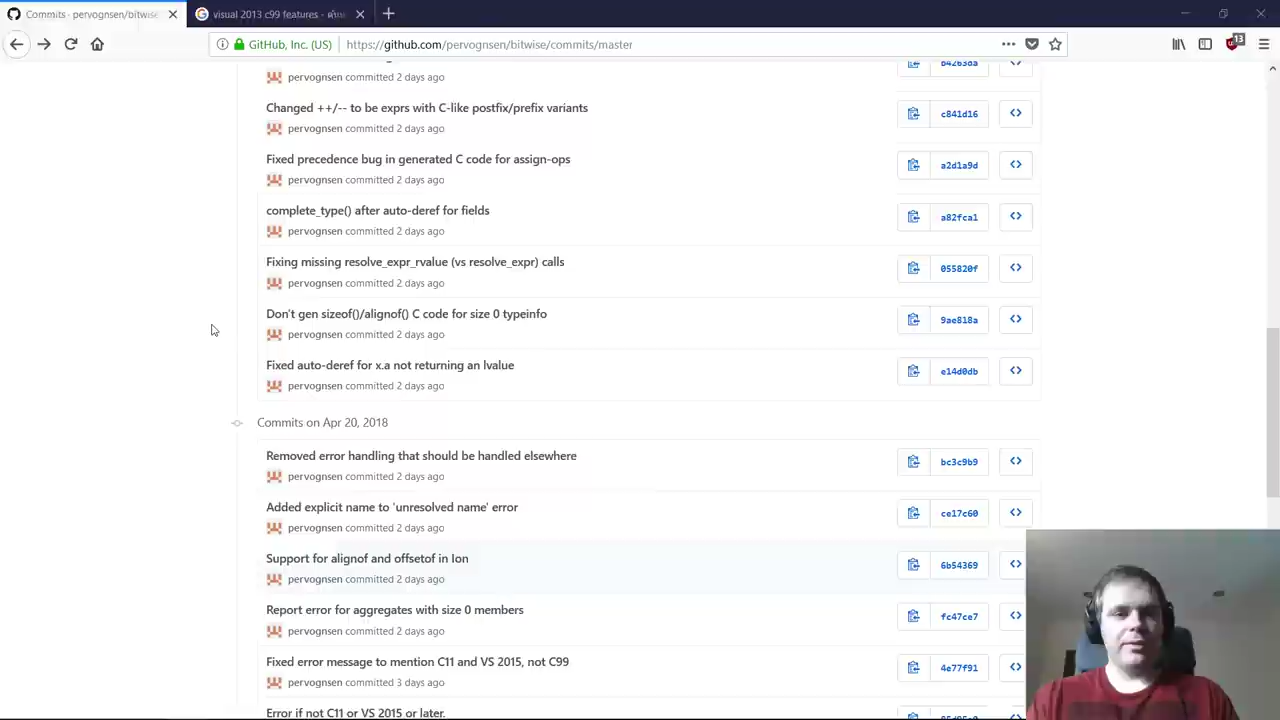 Commits · pervognsen/bitwise
visual 2013 c99 features -
GitHub, Inc. (US)
https://github.com/pervognsen/bitwise/commits/master
13
pervognsen committed 2 days ago
b4263da
Changed ++/-- to be exprs with C-like postfix/prefix variants
pervognsen committed 2 days ago
c841d16
Fixed precedence bug in generated C code for assign-ops
pervognsen committed 2 days ago
a2d1a9d
complete_type() after auto-deref for fields
pervognsen committed 2 days ago
a82fca1
Fixing missing resolve_expr_rvalue (vs resolve_expr) calls
pervognsen committed 2 days ago
055820f
Don't gen sizeof()/alignof() C code for size 0 typeinfo
pervognsen committed 2 days ago
9ae818a
Fixed auto-deref for x.a not returning an lvalue
pervognsen committed 2 days ago
e14d0db
Commits on Apr 20, 2018
Removed error handling that should be handled elsewhere
pervognsen committed 2 days ago
bc3c9b9
Added explicit name to 'unresolved name' error
pervognsen committed 2 days ago
ce17c60
Support for alignof and offsetof in Ion
pervognsen committed 2 days ago
6b54369
Report error for aggregates with size 0 members
pervognsen committed 2 days ago
fc47ce7
Fixed error message to mention C11 and VS 2015, not C99
pervognsen committed 3 days ago
4e77f91
Error if not C11 or VS 2015 or later.